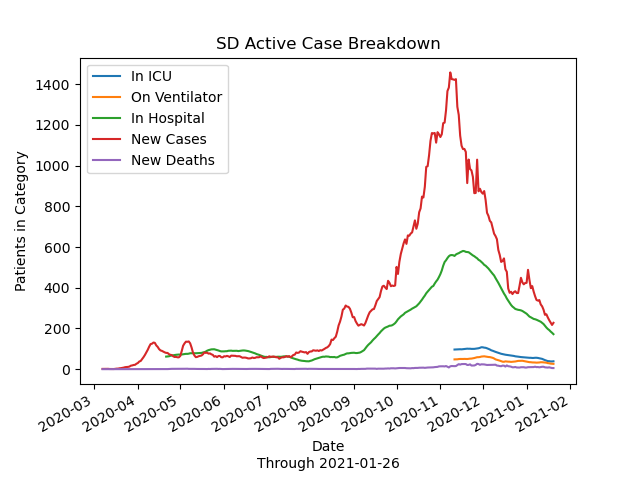 SD Active Case Breakdown
In ICU
On Ventilator
In Hospital
New Cases
New Deaths
Patients in Category
1400
1200
1000
800
600
400
200
0
2020-03
2020-04
2020-05
2020-06
2020-07
2020-08
2020-09
2020-10
2020-11
2020-12
2021-01
2021-02
Date
Through 2021-01-26